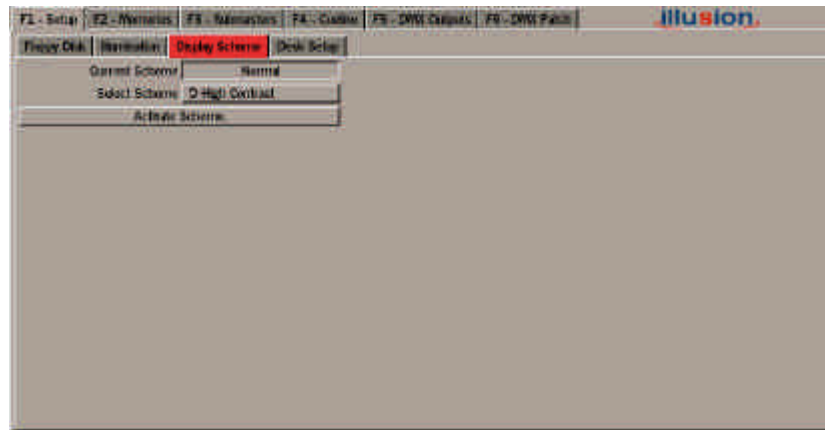 F1 - Setup F2 - Memories F3 - Submasters F4 - Cueline F5 - DMX Outputs F6 - DMX Patch illusion.
Floppy Disk Illumination Display Scheme Desk Setup
Current Scheme Normal
Select Scheme High Contrast
Activate Scheme.